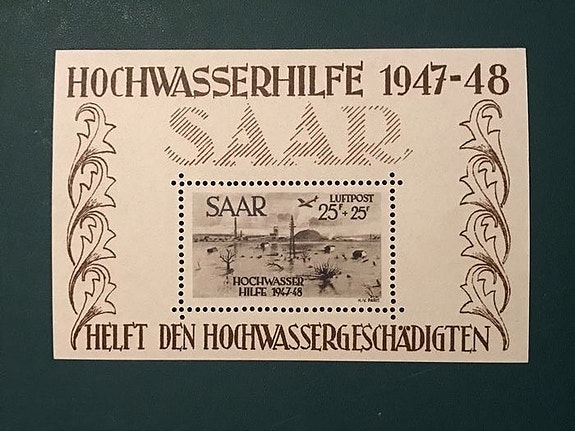 HOCHWASSERHILFE 1947-48
SAAR
SAAR
LUFTPOST
25F + 25F
HOCHWASSER
HILFE 1947-48
HELFT DEN HOCHWASSERGESCHÄDIGTEN